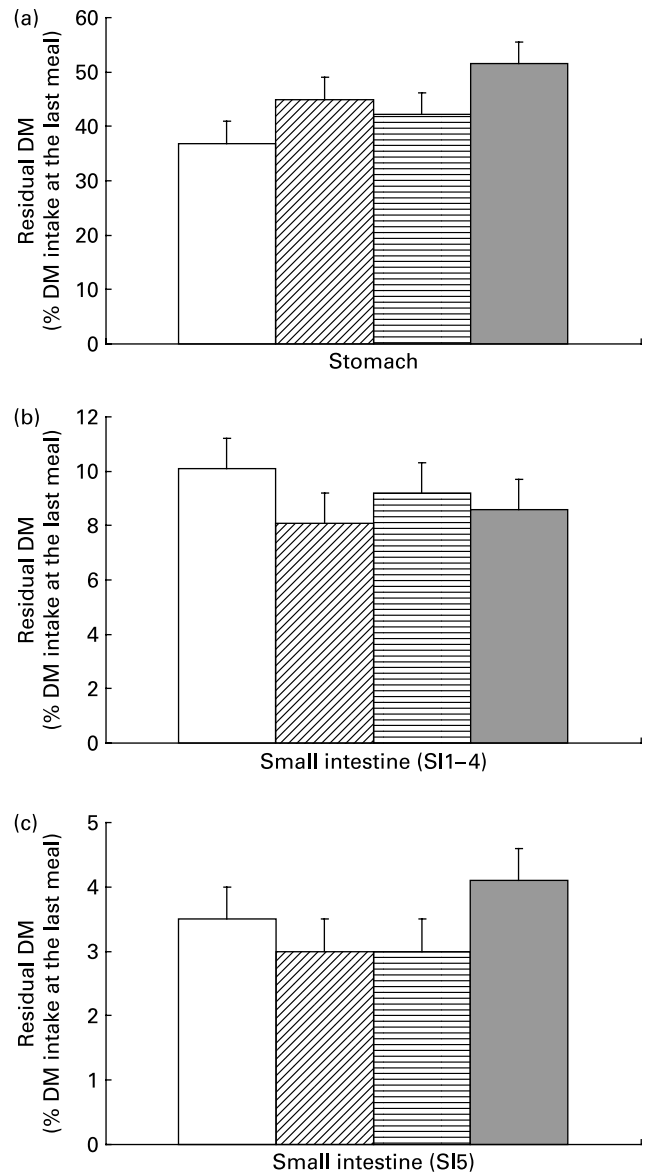 (a)
Residual DM
(% DM intake at the last meal)
60
50
40
30
20
10
0
Stomach
(b)
Residual DM
(% DM intake at the last meal)
12
10
8
6
4
2
0
Small intestine (SI1–4)
(c)
Residual DM
(% DM intake at the last meal)
5
4
3
2
1
0
Small intestine (SI5)